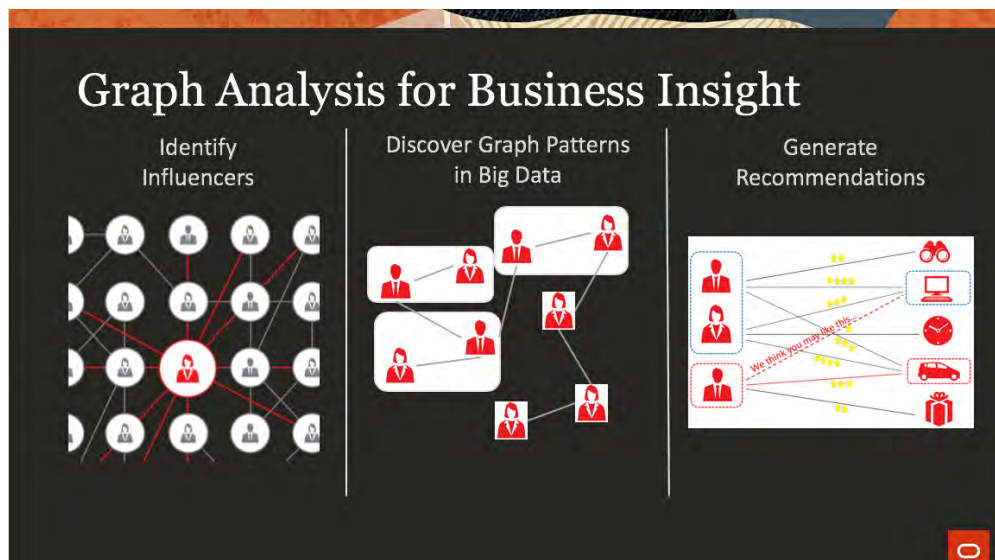 Graph Analysis for Business Insight
Identify
Influencers
Discover Graph Patterns
in Big Data
Generate
Recommendations
We think you may like this...